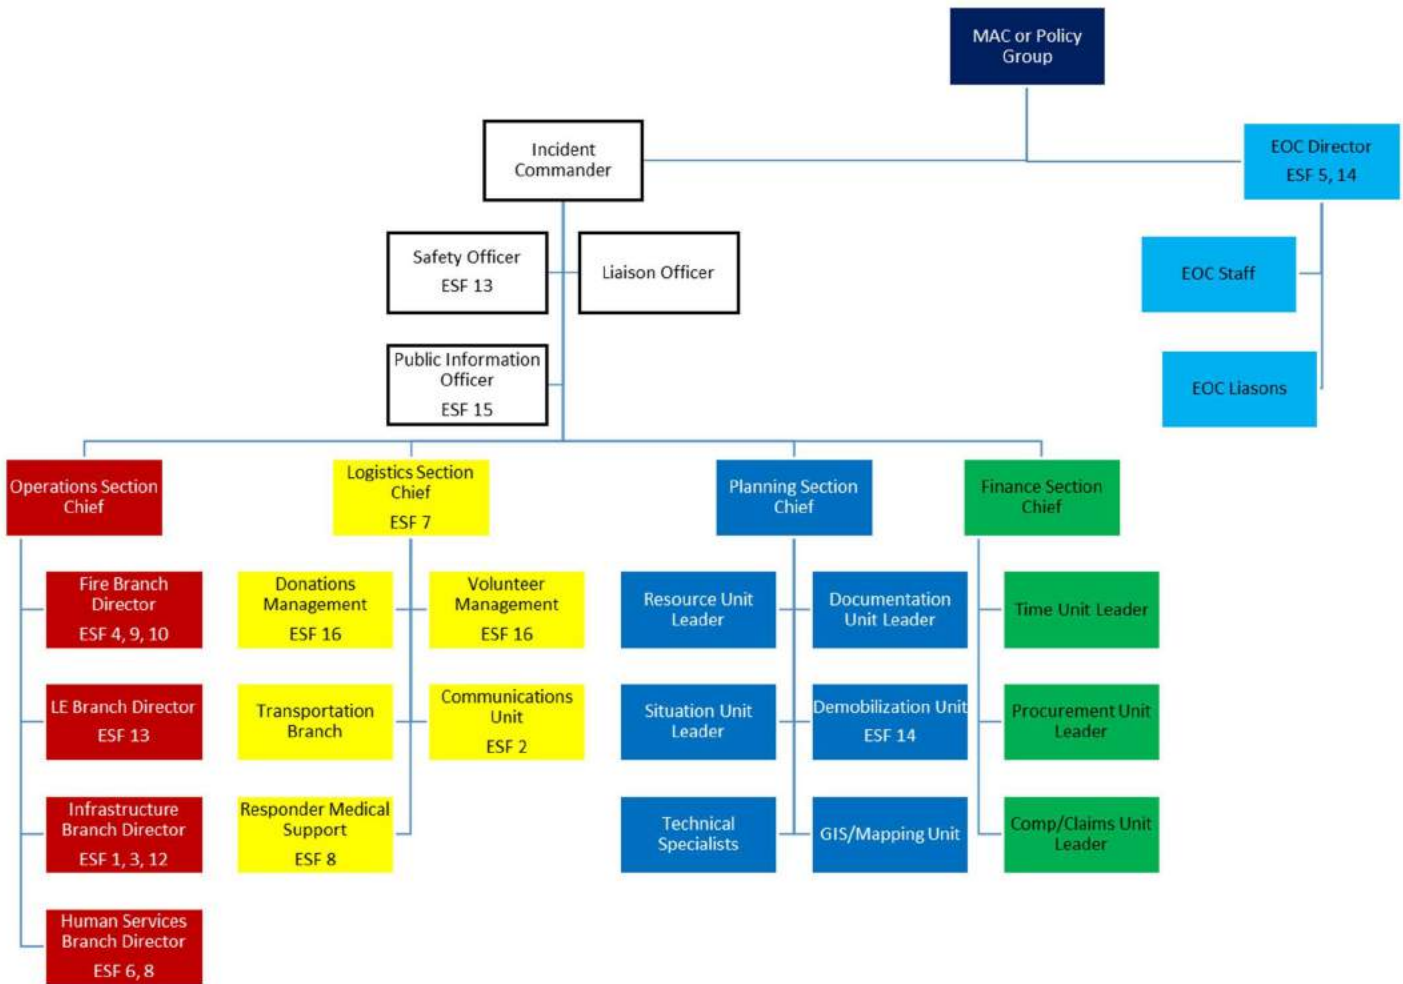 MAC or Policy
Group
Incident
Commander
EOC Director
ESF 5, 14
Safety Officer
ESF 13
Liaison Officer
EOC Staff
Public Information
Officer
ESF 15
EOC Liasons
Operations Section
Chief
Logistics Section
Chief
ESF 7
Planning Section
Chief
Finance Section
Chief
Fire Branch
Director
ESF 4, 9, 10
Donations
Management
ESF 16
Volunteer
Management
ESF 16
Resource Unit
Leader
Documentation
Unit Leader
Time Unit Leader
LE Branch Director
ESF 13
Transportation
Branch
Communications
Unit
ESF 2
Situation Unit
Leader
Demobilization Unit
ESF 14
Procurement Unit
Leader
Infrastructure
Branch Director
ESF 1, 3, 12
Responder Medical
Support
ESF 8
Technical
Specialists
GIS/Mapping Unit
Comp/Claims Unit
Leader
Human Services
Branch Director
ESF 6, 8